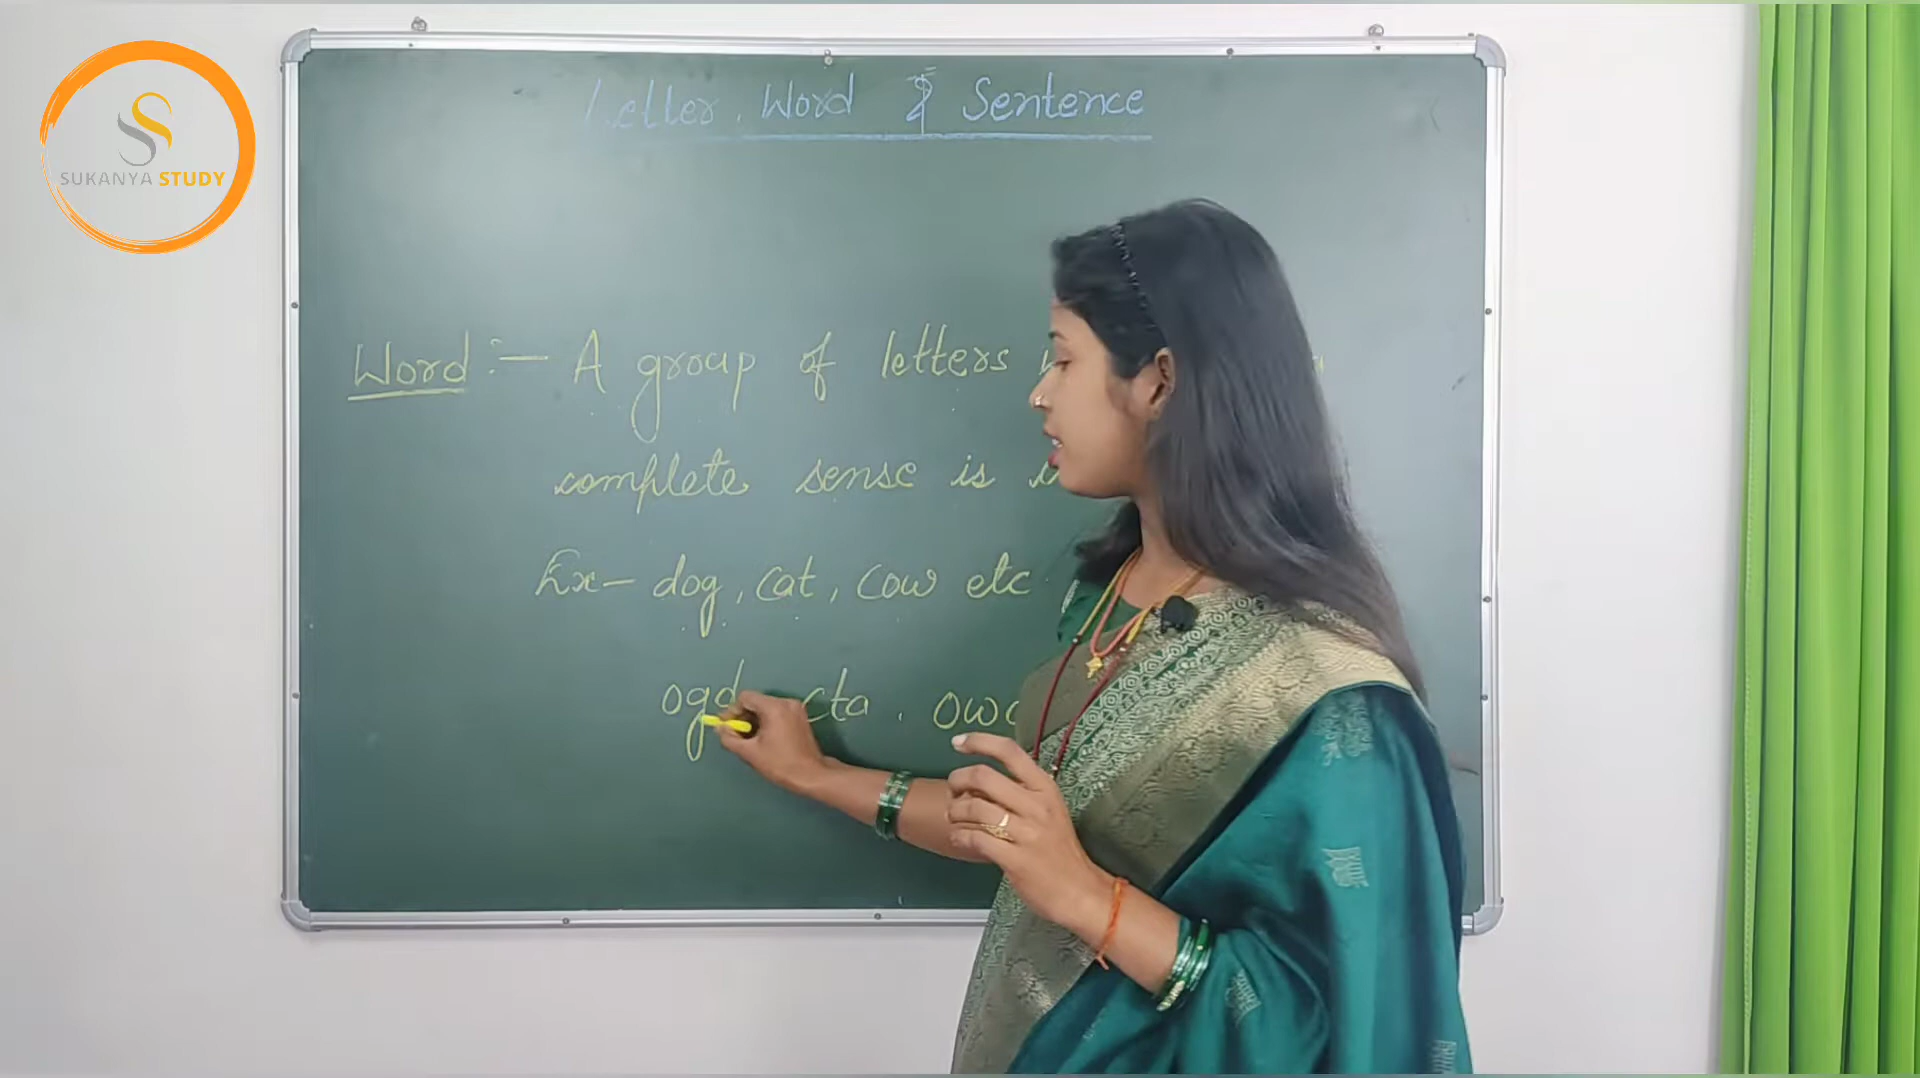 SUKANYA STUDY
Letter, Word & Sentence
Word :- A group of letters
complete sense is
Ex- dog, cat, cow etc
ogd cta , owc